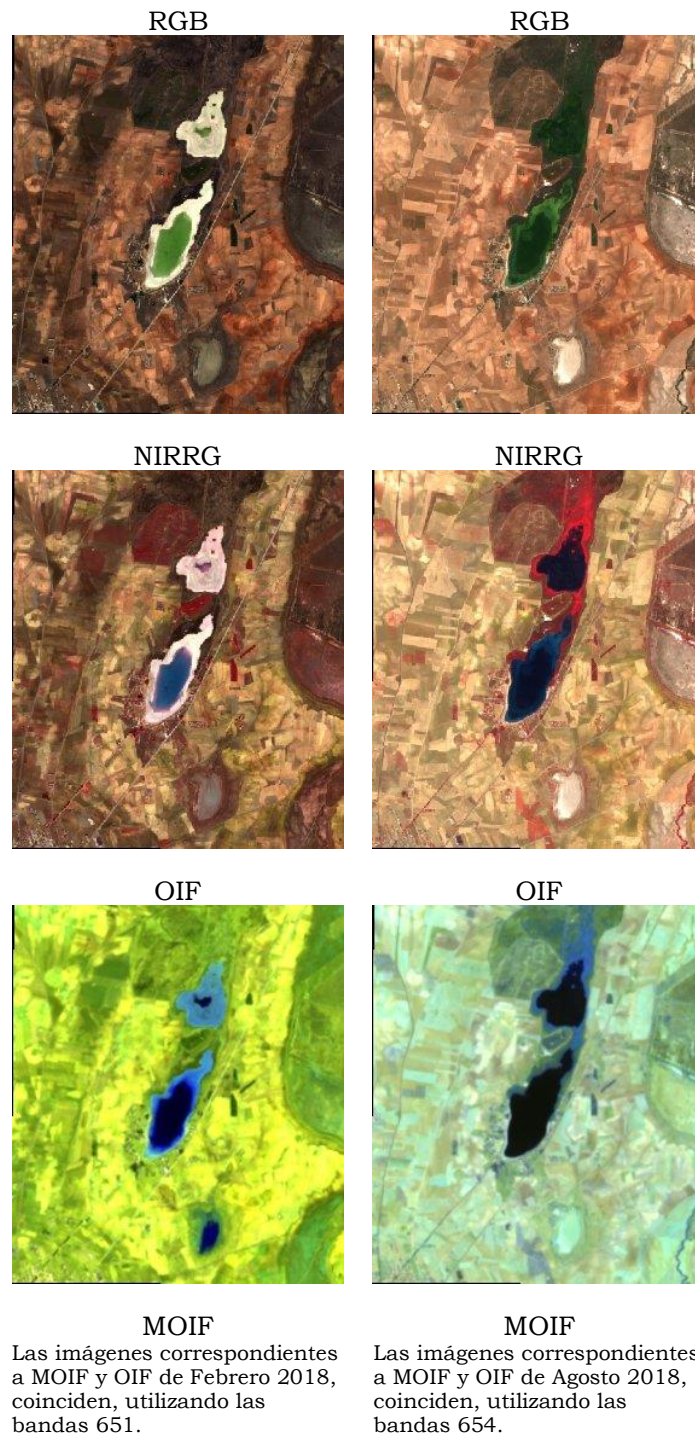 RGB
RGB
NIRRG
NIRRG
OIF
OIF
MOIF
Las imágenes correspondientes
a MOIF y OIF de Febrero 2018,
coinciden, utilizando las
bandas 651.
MOIF
Las imágenes correspondientes
a MOIF y OIF de Agosto 2018,
coinciden, utilizando las
bandas 654.